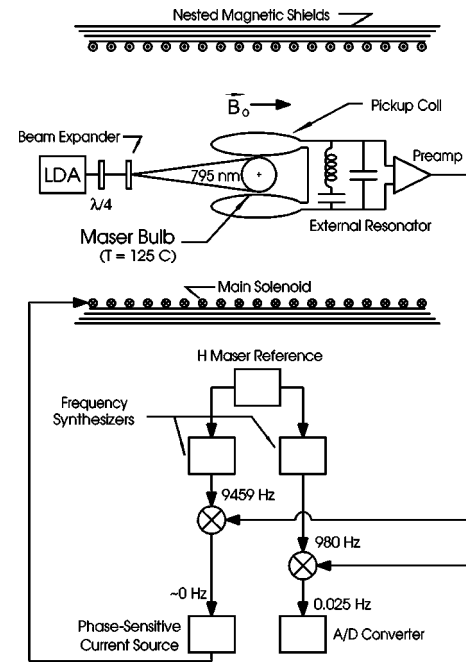 Nested Magnetic Shields
B₀
Pickup Coil
Beam Expander
Preamp
LDA
795 nm
λ/4
External Resonator
Maser Bulb
(T = 125 C)
Main Solenoid
H Maser Reference
Frequency
Synthesizers
9459 Hz
980 Hz
~0 Hz
0.025 Hz
Phase-Sensitive
Current Source
A/D Converter